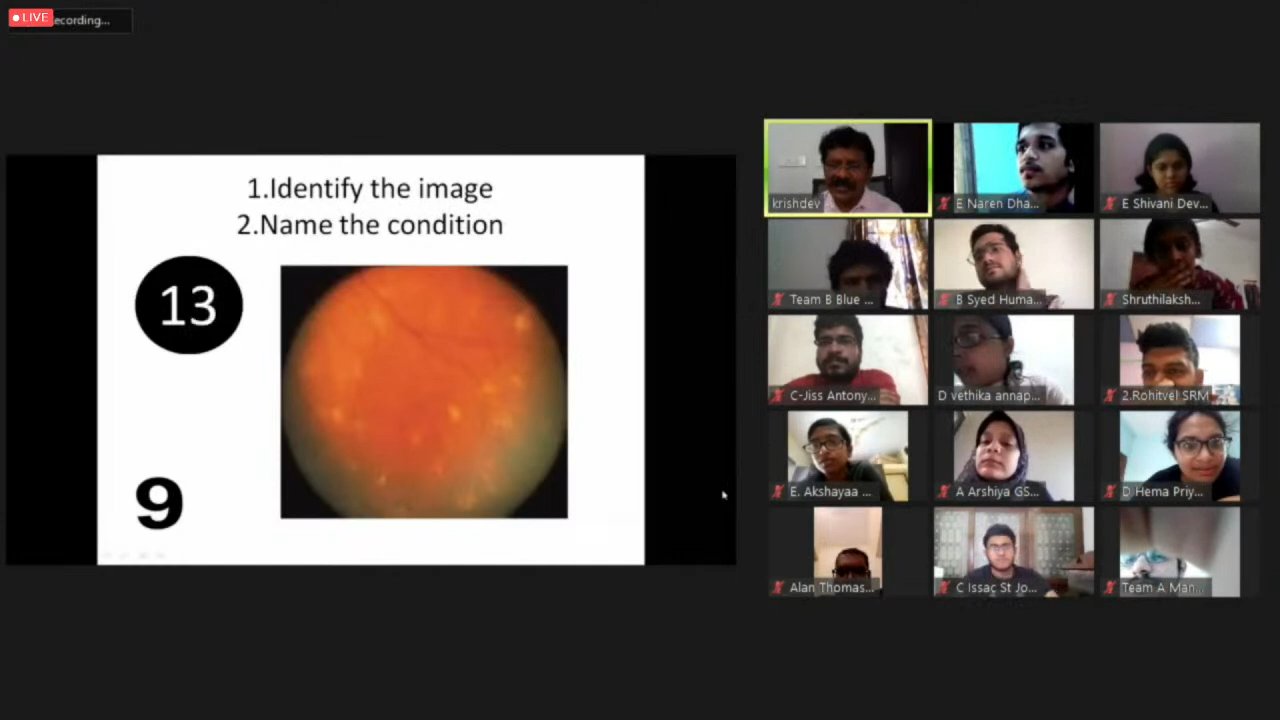 LIVE
ecording...
1.Identify the image
2.Name the condition
13
9
krishdev
E Naren Dha...
E Shivani Dev...
Team B Blue ...
B Syed Huma...
Shruthilaksh...
C-Jiss Antony...
D vethika annap...
2.Rohitvel SRM
E. Akshayaa ...
A Arshiya GS...
D Hema Priy...
Alan Thomas...
C Issac St Jo...
Team A Man...